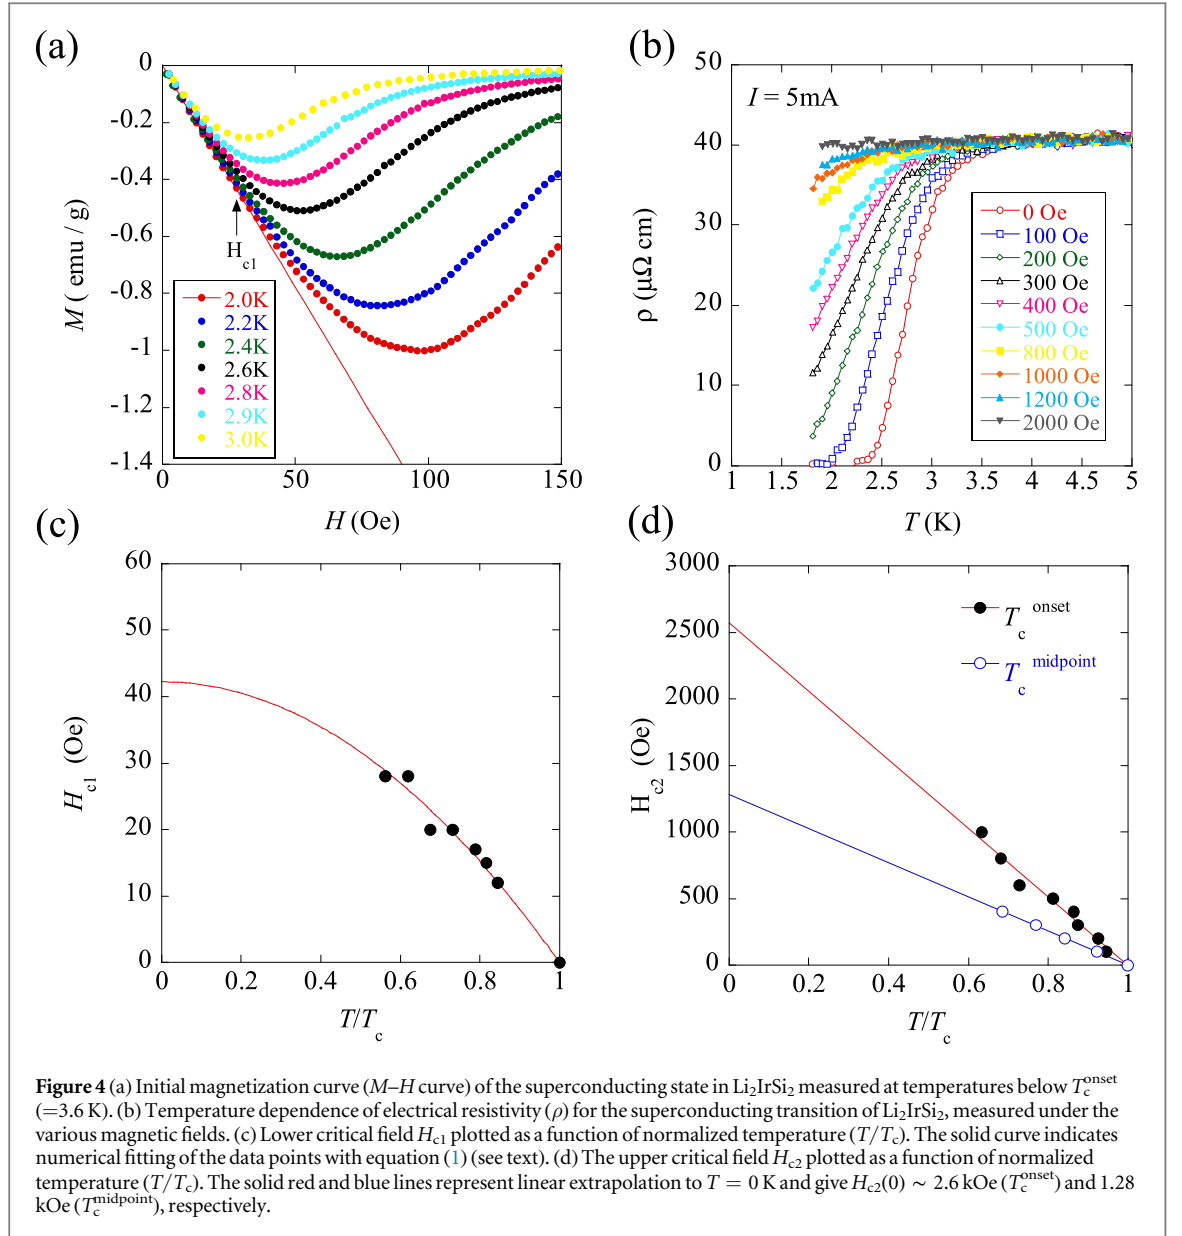 (a)
0
-0.2
-0.4
-0.6
-0.8
-1
-1.2
-1.4
M ( emu / g)
H_c1
2.0K
2.2K
2.4K
2.6K
2.8K
2.9K
3.0K
0 50 100 150
H (Oe)
(b)
50
40
30
20
10
0
ρ (μΩ cm)
I = 5mA
0 Oe
100 Oe
200 Oe
300 Oe
400 Oe
500 Oe
800 Oe
1000 Oe
1200 Oe
2000 Oe
1 1.5 2 2.5 3 3.5 4 4.5 5
T (K)
(c)
60
50
40
30
20
10
0
H_c1 (Oe)
0 0.2 0.4 0.6 0.8 1
T/T_c
(d)
3000
2500
2000
1500
1000
500
0
H_c2 (Oe)
T_c^onset
T_c^midpoint
0 0.2 0.4 0.6 0.8 1
T/T_c
Figure 4 (a) Initial magnetization curve (M–H curve) of the superconducting state in Li₂IrSi₂ measured at temperatures below T_c^onset
(=3.6 K). (b) Temperature dependence of electrical resistivity (ρ) for the superconducting transition of Li₂IrSi₂, measured under the
various magnetic fields. (c) Lower critical field H_c1 plotted as a function of normalized temperature (T/T_c). The solid curve indicates
numerical fitting of the data points with equation (1) (see text). (d) The upper critical field H_c2 plotted as a function of normalized
temperature (T/T_c). The solid red and blue lines represent linear extrapolation to T = 0 K and give H_c2(0) ∼ 2.6 kOe (T_c^onset) and 1.28
kOe (T_c^midpoint), respectively.